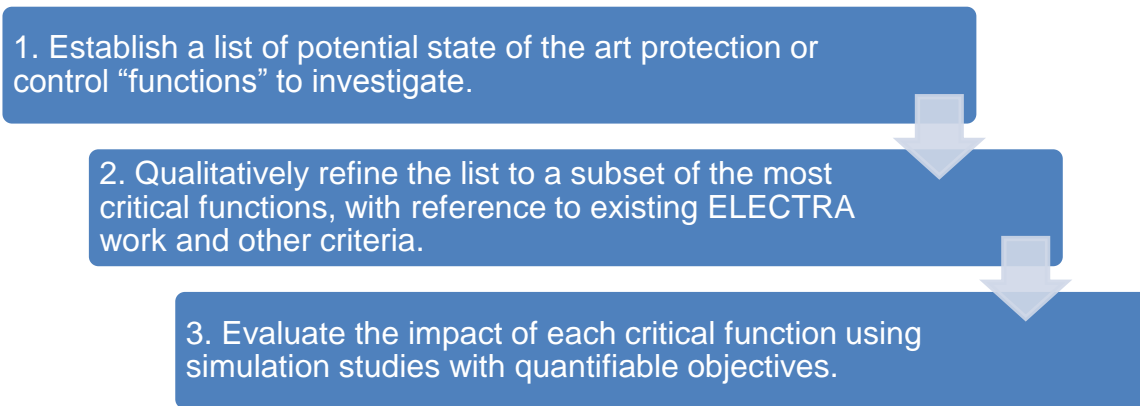 1. Establish a list of potential state of the art protection or
control “functions” to investigate.
2. Qualitatively refine the list to a subset of the most
critical functions, with reference to existing ELECTRA
work and other criteria.
3. Evaluate the impact of each critical function using
simulation studies with quantifiable objectives.